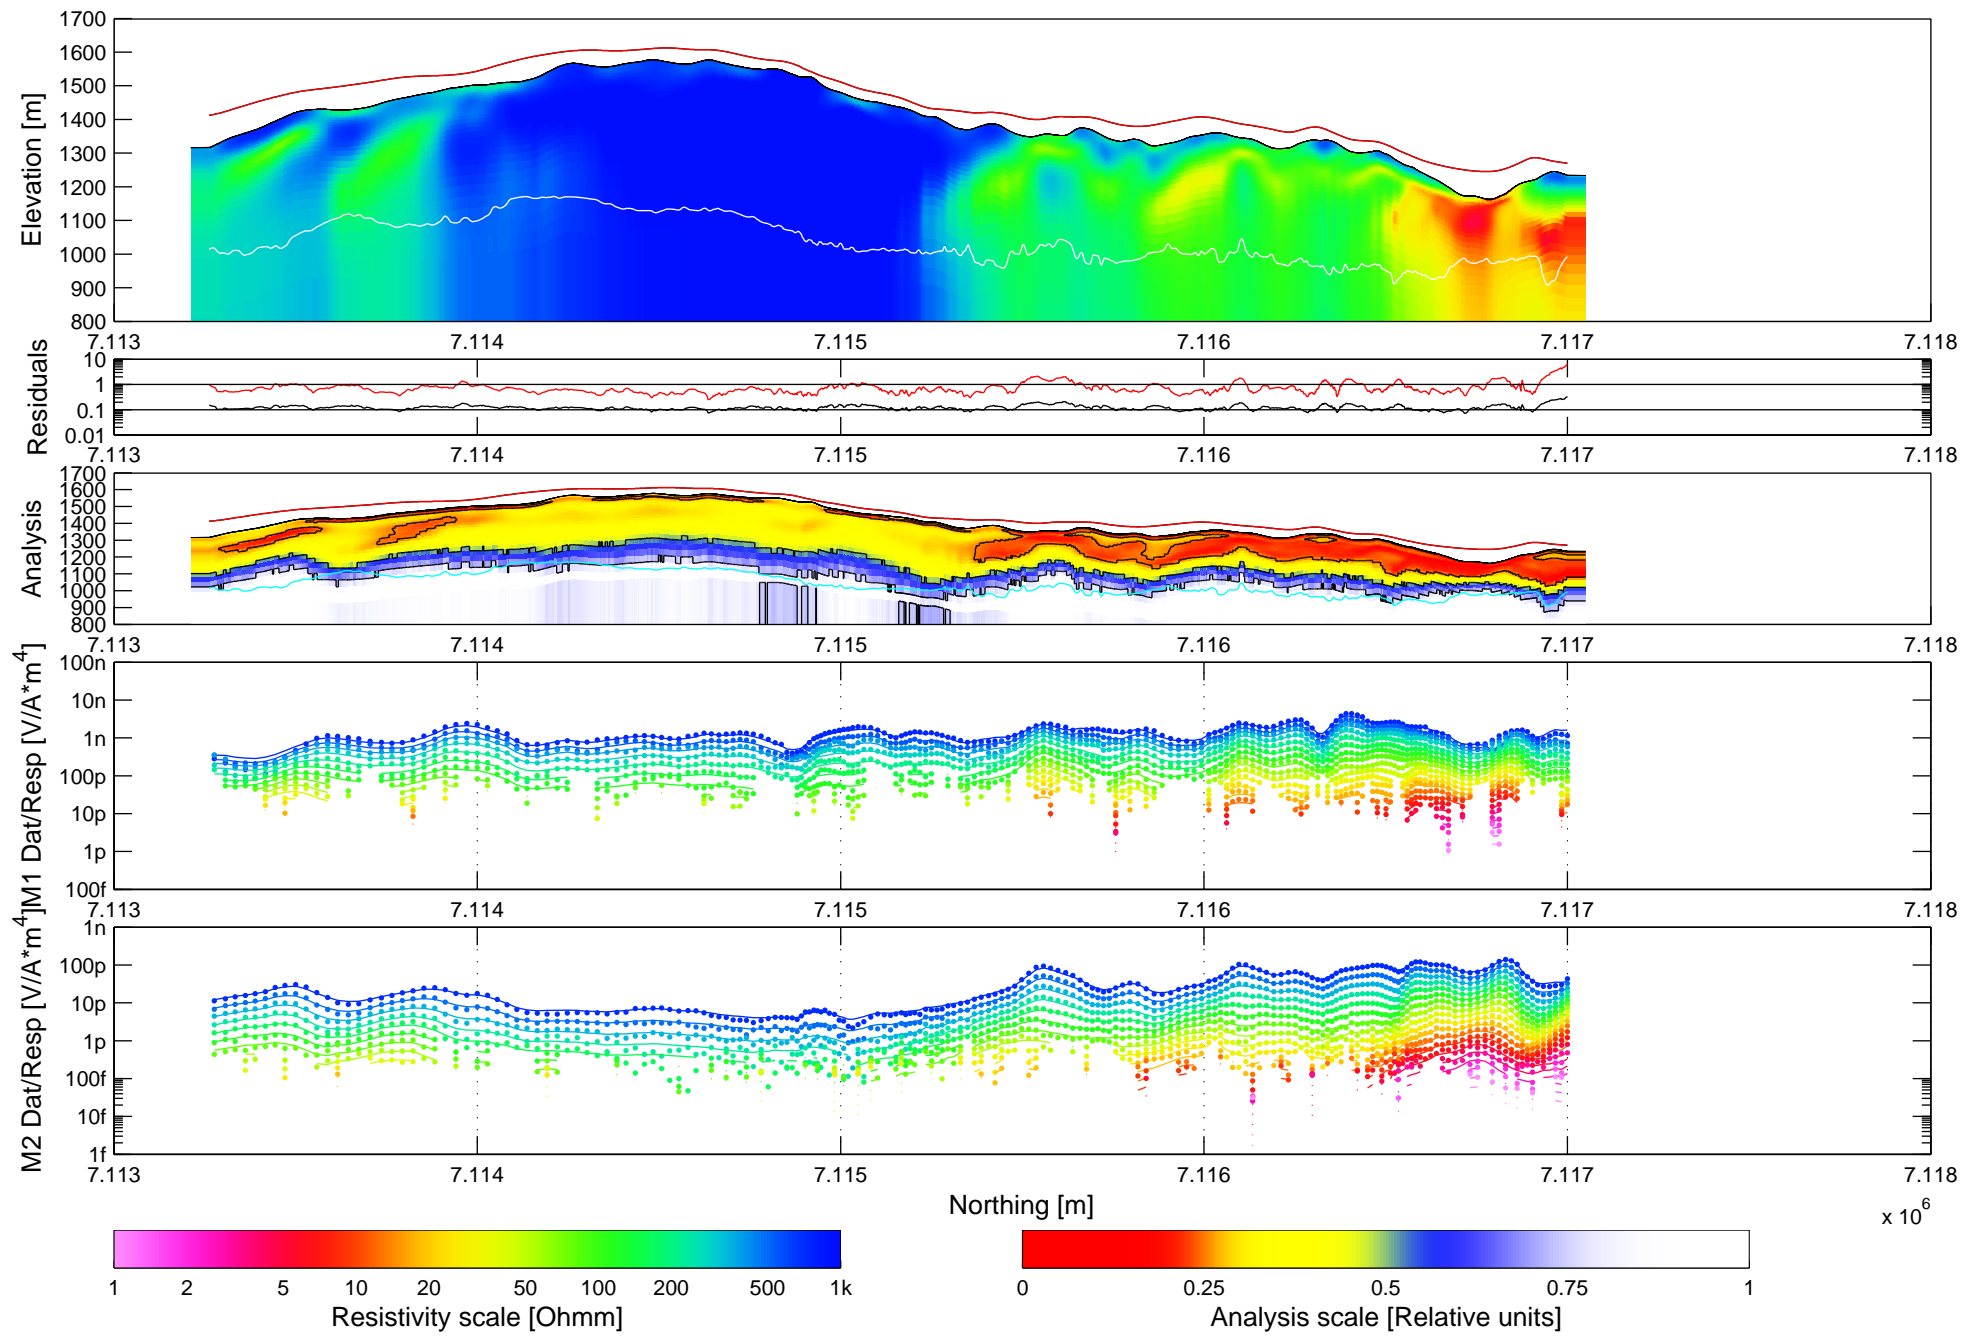 1700
1600
1500
1400
1300
1200
1100
1000
900
800
Elevation [m]
7.113 7.114 7.115 7.116 7.117 7.118
10
1
0.1
0.01
Residuals
7.113 7.114 7.115 7.116 7.117 7.118
1700
1600
1500
1400
1300
1200
1100
1000
900
800
Analysis
7.113 7.114 7.115 7.116 7.117 7.118
100n
10n
1n
100p
10p
1p
100f
M1 Dat/Resp [V/A*m^4]
7.113 7.114 7.115 7.116 7.117 7.118
1n
100p
10p
1p
100f
10f
1f
M2 Dat/Resp [V/A*m^4]
7.113 7.114 7.115 7.116 7.117 7.118
Northing [m]
x 10^6
1 2 5 10 20 50 100 200 500 1k
Resistivity scale [Ohmm]
0 0.25 0.5 0.75 1
Analysis scale [Relative units]